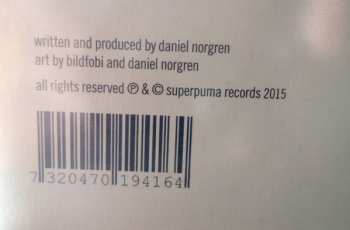 written and produced by daniel norgren
art by bildfobi and daniel norgren
all rights reserved ℗ & © superpuma records 2015
7 320470 194164